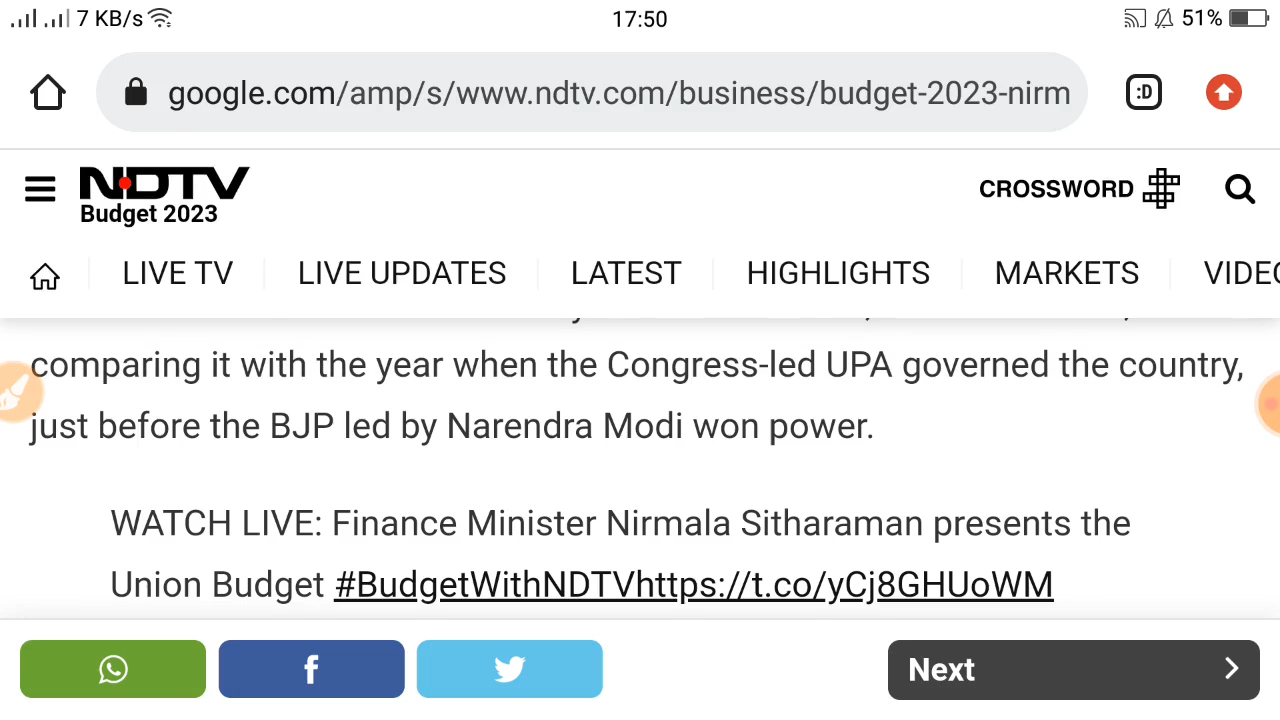 7 KB/s 17:50 51%
google.com/amp/s/www.ndtv.com/business/budget-2023-nirm :D
NDTV
Budget 2023
CROSSWORD
LIVE TV LIVE UPDATES LATEST HIGHLIGHTS MARKETS VIDEO
comparing it with the year when the Congress-led UPA governed the country,
just before the BJP led by Narendra Modi won power.
WATCH LIVE: Finance Minister Nirmala Sitharaman presents the
Union Budget #BudgetWithNDTVhttps://t.co/yCj8GHUoWM
f Next